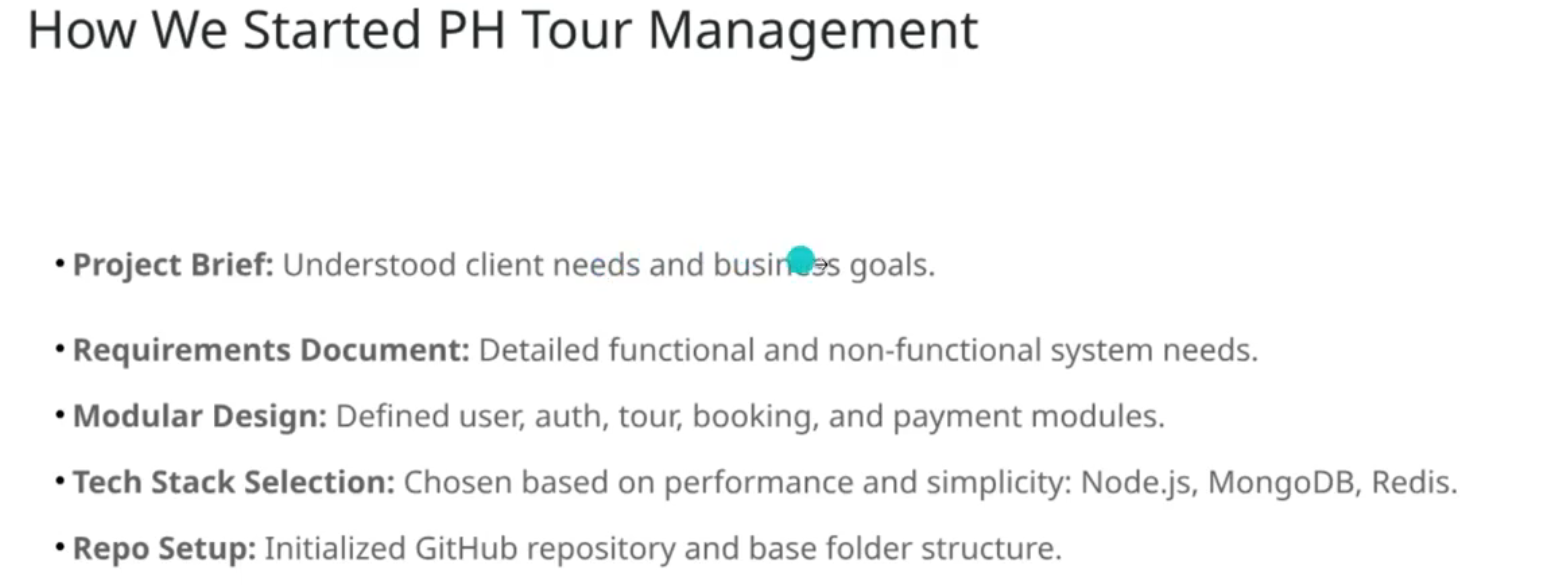 How We Started PH Tour Management
• Project Brief: Understood client needs and business goals.
• Requirements Document: Detailed functional and non-functional system needs.
• Modular Design: Defined user, auth, tour, booking, and payment modules.
• Tech Stack Selection: Chosen based on performance and simplicity: Node.js, MongoDB, Redis.
• Repo Setup: Initialized GitHub repository and base folder structure.